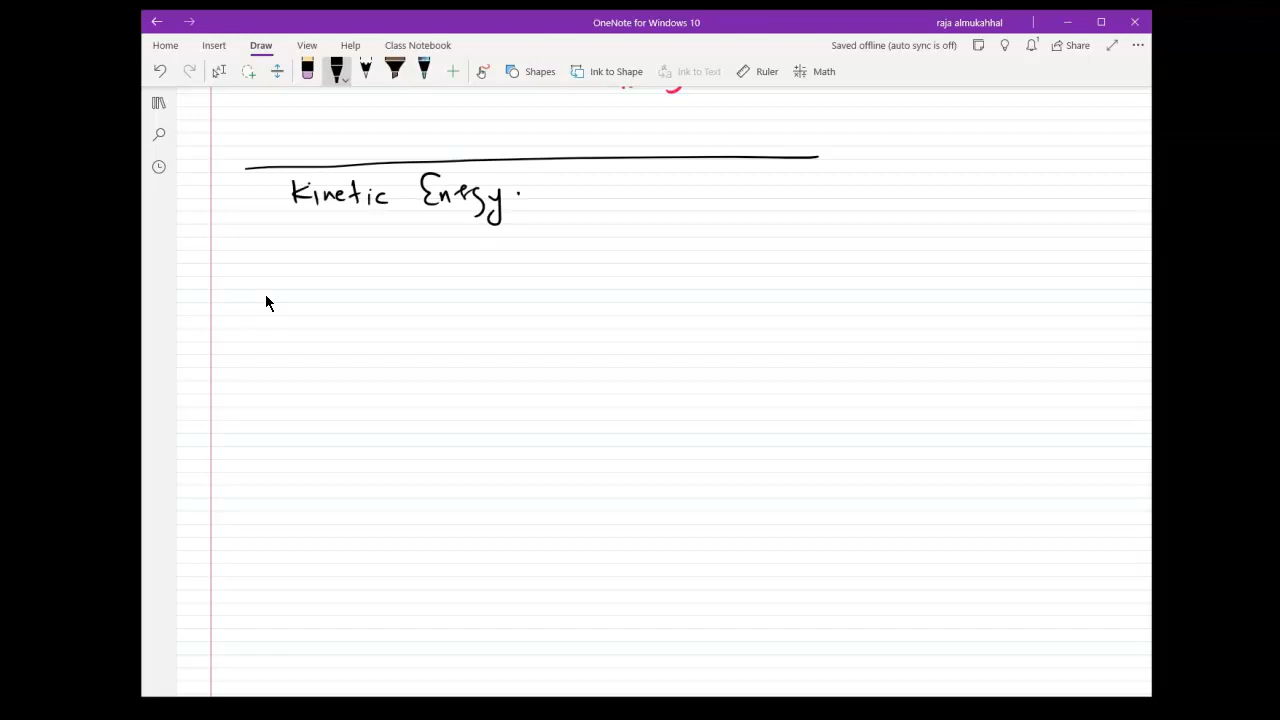 OneNote for Windows 10
raja almukahhal
Home Insert Draw View Help Class Notebook
Saved offline (auto sync is off)
Share
Shapes Ink to Shape Ink to Text Ruler Math
Kinetic Enegy.